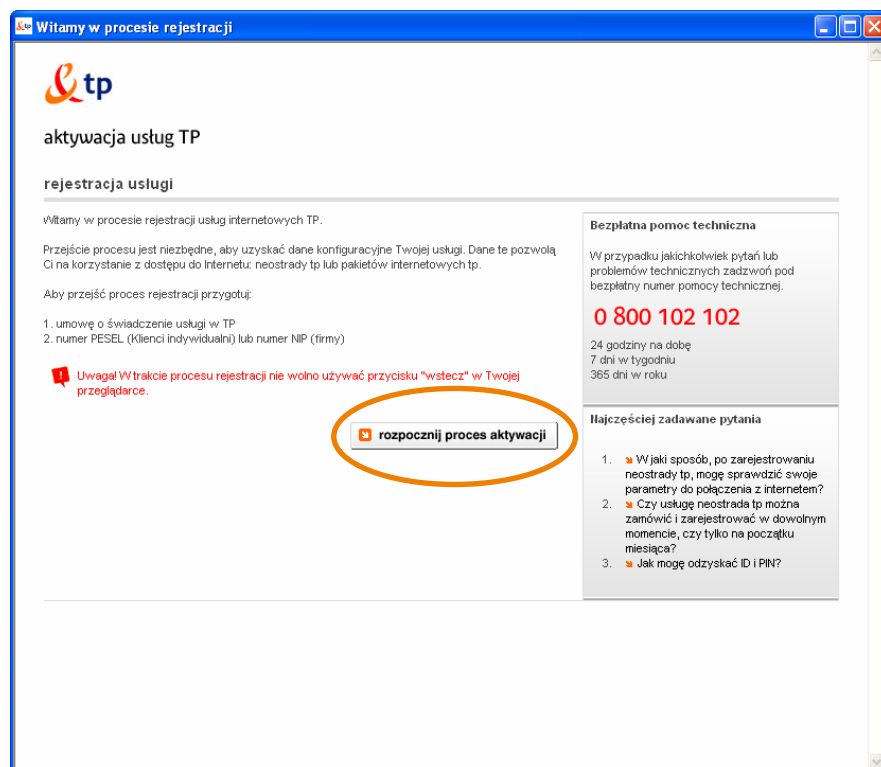 Witamy w procesie rejestracji
tp
aktywacja usług TP
rejestracja uslugi
Witamy w procesie rejestracji usług internetowych TP.
Przejście procesu jest niezbędne, aby uzyskać dane konfiguracyjne Twojej usługi. Dane te pozwolą
Ci na korzystanie z dostępu do Internetu: neostrady tp lub pakietów internetowych tp.
Aby przejść proces rejestracji przygotuj:
1. umowę o świadczenie usługi w TP
2. numer PESEL (Klienci indywidualni) lub numer NIP (firmy)
Uwaga! W trakcie procesu rejestracji nie wolno używać przycisku "wstecz" w Twojej
przeglądarce.
rozpocznij proces aktywacji
Bezpłatna pomoc techniczna
W przypadku jakichkolwiek pytań lub
problemów technicznych zadzwoń pod
bezpłatny numer pomocy technicznej.
0 800 102 102
24 godziny na dobę
7 dni w tygodniu
365 dni w roku
Najczęściej zadawane pytania
1. W jaki sposób, po zarejestrowaniu
neostrady tp, mogę sprawdzić swoje
parametry do połączenia z internetem?
2. Czy usługę neostrada tp można
zamówić i zarejestrować w dowolnym
momencie, czy tylko na początku
miesiąca?
3. Jak mogę odzyskać ID i PIN?